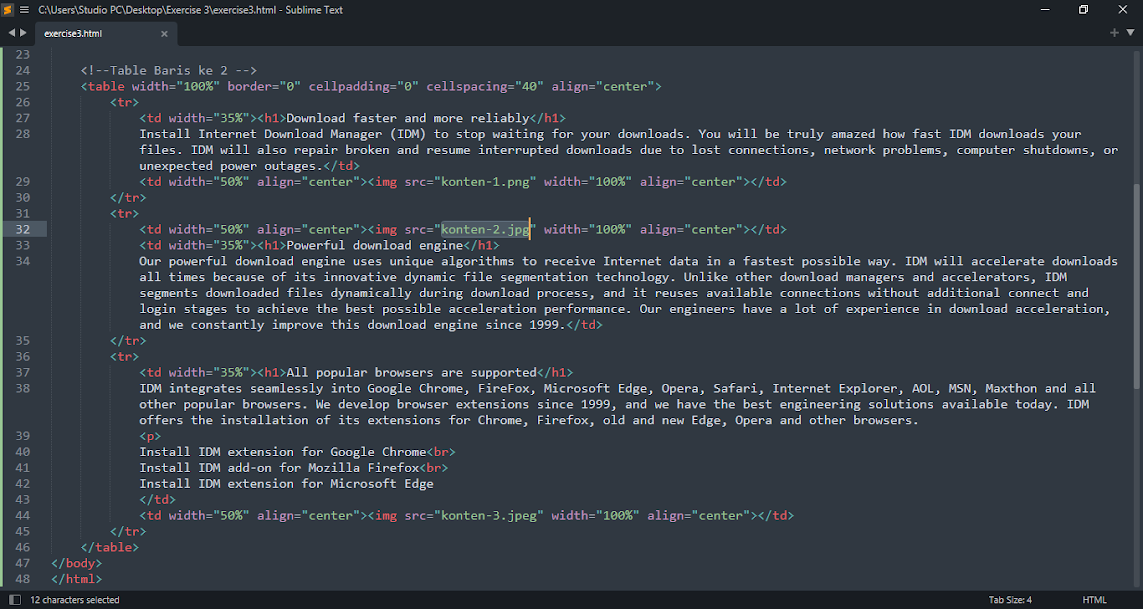 C:\Users\Studio PC\Desktop\Exercise 3\exercise3.html - Sublime Text
exercise3.html
23
24 <!--Table Baris ke 2 -->
25 <table width="100%" border="0" cellpadding="0" cellspacing="40" align="center">
26 <tr>
27 <td width="35%"><h1>Download faster and more reliably</h1>
28 Install Internet Download Manager (IDM) to stop waiting for your downloads. You will be truly amazed how fast IDM downloads your
files. IDM will also repair broken and resume interrupted downloads due to lost connections, network problems, computer shutdowns, or
unexpected power outages.</td>
29 <td width="50%" align="center"><img src="konten-1.png" width="100%" align="center"></td>
30 </tr>
31 <tr>
32 <td width="50%" align="center"><img src="konten-2.jpg" width="100%" align="center"></td>
33 <td width="35%"><h1>Powerful download engine</h1>
34 Our powerful download engine uses unique algorithms to receive Internet data in a fastest possible way. IDM will accelerate downloads
all times because of its innovative dynamic file segmentation technology. Unlike other download managers and accelerators, IDM
segments downloaded files dynamically during download process, and it reuses available connections without additional connect and
login stages to achieve the best possible acceleration performance. Our engineers have a lot of experience in download acceleration,
and we constantly improve this download engine since 1999.</td>
35 </tr>
36 <tr>
37 <td width="35%"><h1>All popular browsers are supported</h1>
38 IDM integrates seamlessly into Google Chrome, FireFox, Microsoft Edge, Opera, Safari, Internet Explorer, AOL, MSN, Maxthon and all
other popular browsers. We develop browser extensions since 1999, and we have the best engineering solutions available today. IDM
offers the installation of its extensions for Chrome, Firefox, old and new Edge, Opera and other browsers.
39 <p>
40 Install IDM extension for Google Chrome<br>
41 Install IDM add-on for Mozilla Firefox<br>
42 Install IDM extension for Microsoft Edge
43 </td>
44 <td width="50%" align="center"><img src="konten-3.jpeg" width="100%" align="center"></td>
45 </tr>
46 </table>
47 </body>
48 </html>
12 characters selected
Tab Size: 4
HTML